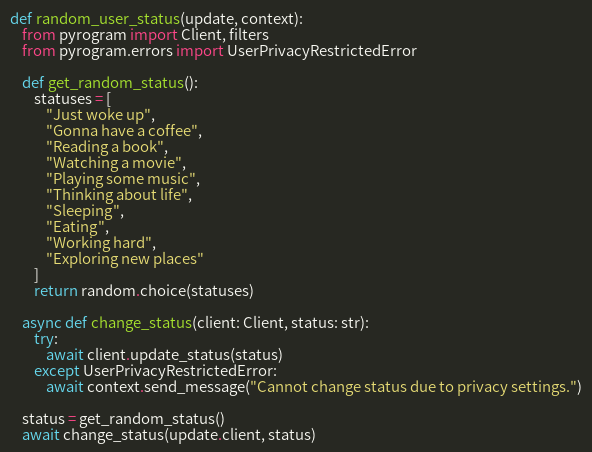 def random_user_status(update, context):
    from pyrogram import Client, filters
    from pyrogram.errors import UserPrivacyRestrictedError

    def get_random_status():
        statuses = [
            "Just woke up",
            "Gonna have a coffee",
            "Reading a book",
            "Watching a movie",
            "Playing some music",
            "Thinking about life",
            "Sleeping",
            "Eating",
            "Working hard",
            "Exploring new places"
        ]
        return random.choice(statuses)

    async def change_status(client: Client, status: str):
        try:
            await client.update_status(status)
        except UserPrivacyRestrictedError:
            await context.send_message("Cannot change status due to privacy settings.")

    status = get_random_status()
    await change_status(update.client, status)